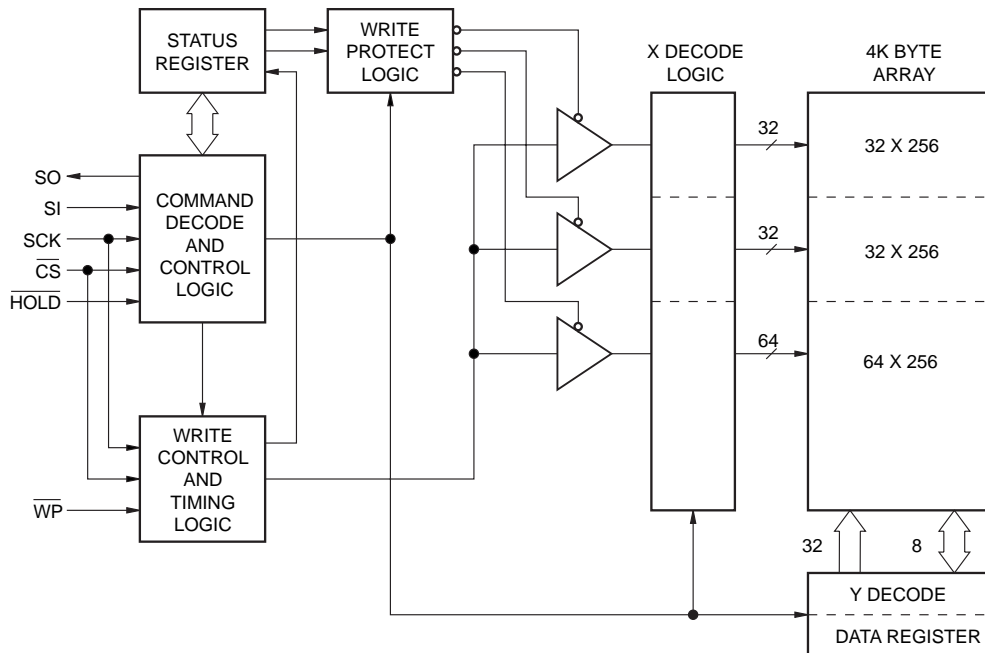 STATUS
REGISTER
WRITE
PROTECT
LOGIC
X DECODE
LOGIC
4K BYTE
ARRAY
SO
SI
SCK
CS
HOLD
COMMAND
DECODE
AND
CONTROL
LOGIC
32
32 X 256
32
32 X 256
64
64 X 256
WP
WRITE
CONTROL
AND
TIMING
LOGIC
32
8
Y DECODE
DATA REGISTER